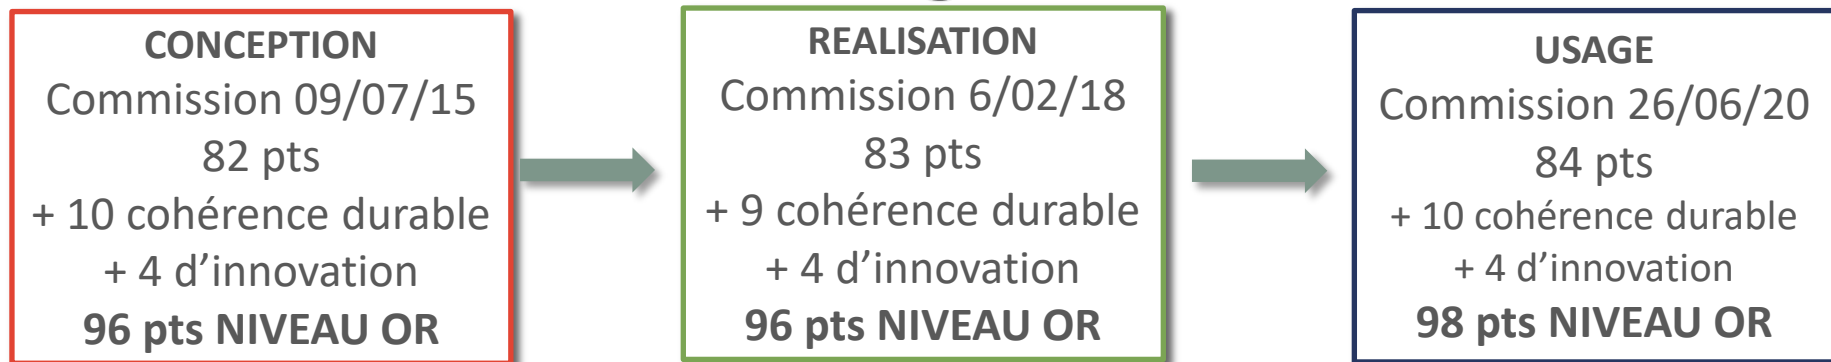 CONCEPTION
Commission 09/07/15
82 pts
+ 10 cohérence durable
+ 4 d’innovation
96 pts NIVEAU OR
REALISATION
Commission 6/02/18
83 pts
+ 9 cohérence durable
+ 4 d’innovation
96 pts NIVEAU OR
USAGE
Commission 26/06/20
84 pts
+ 10 cohérence durable
+ 4 d’innovation
98 pts NIVEAU OR